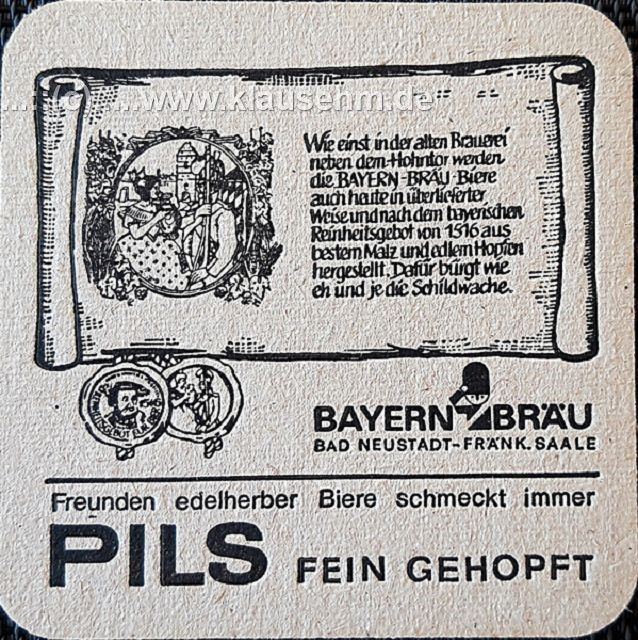 ...(C)...www.klausehm.de
Wie einst in der alten Brauerei
neben dem Hohntor werden
die BAYERN-BRÄU Biere
auch heute in überlieferter
Weise und nach dem bayerischen
Reinheitsgebot von 1516 aus
bestem Malz und edlem Hopfen
hergestellt. Dafür bürgt wie
eh und je die Schildwache.
BAYERN BRÄU
BAD NEUSTADT-FRÄNK. SAALE
Freunden edelherber Biere schmeckt immer
PILS FEIN GEHOPFT